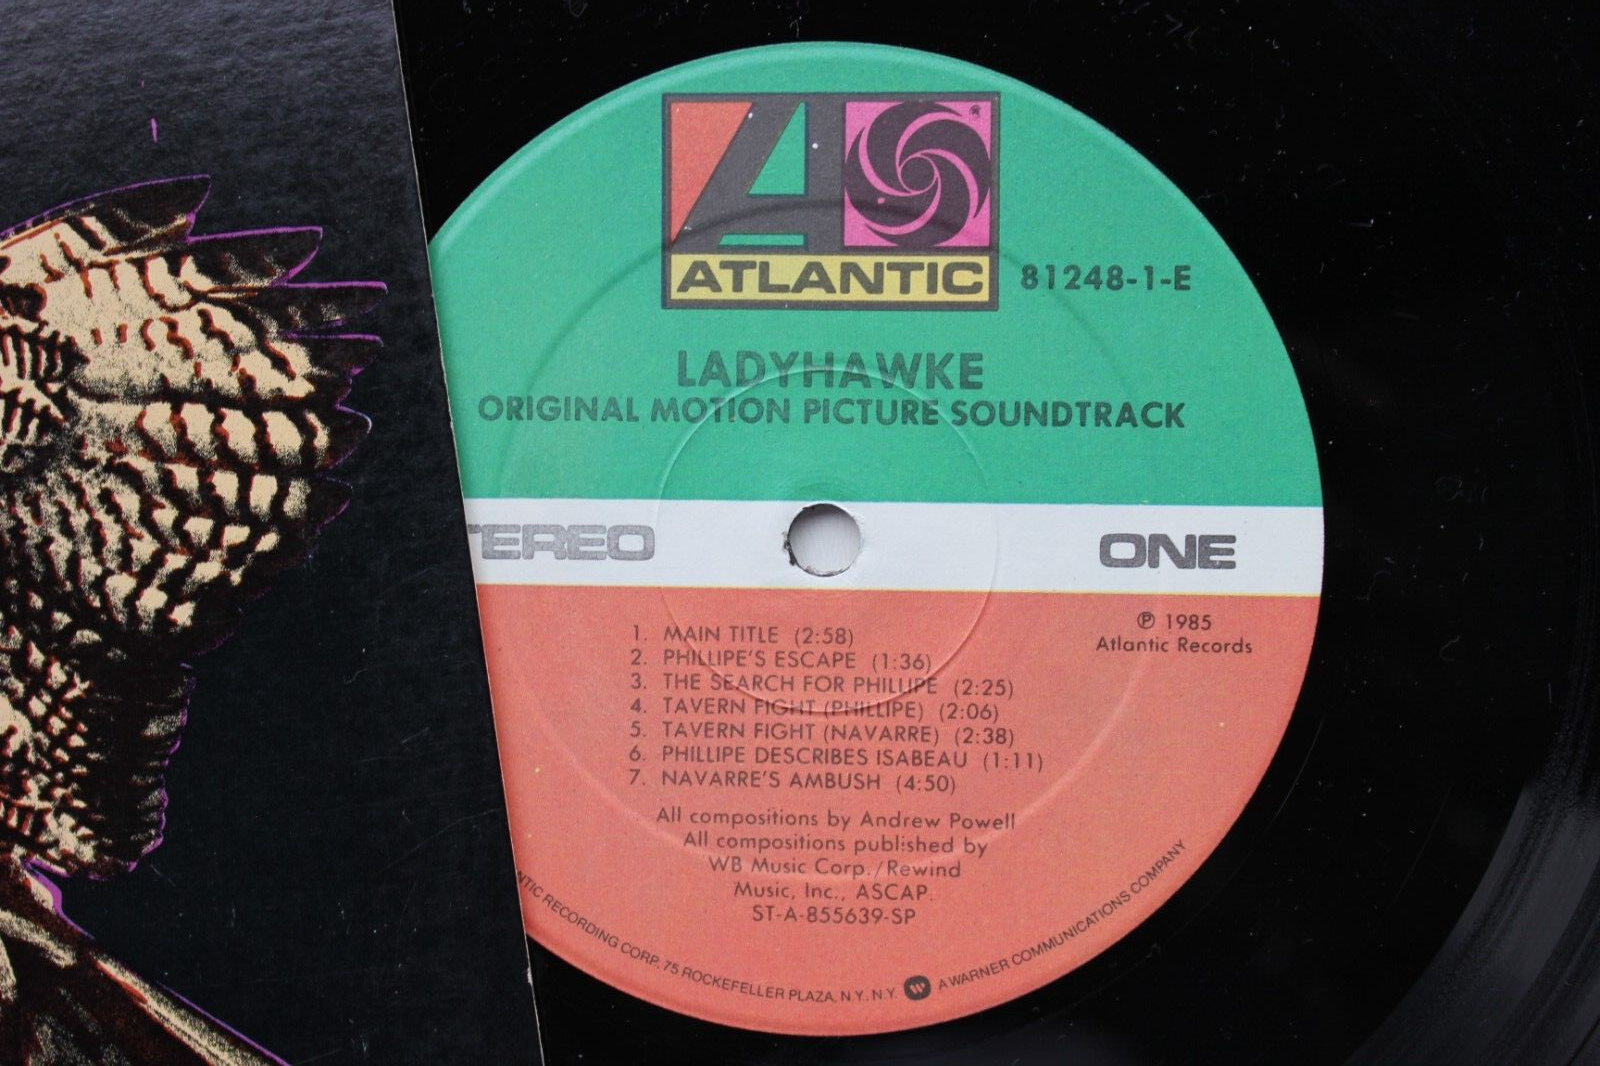 ATLANTIC
81248-1-E
LADYHAWKE
ORIGINAL MOTION PICTURE SOUNDTRACK
TEREO
ONE
℗ 1985
Atlantic Records
1. MAIN TITLE (2:58)
2. PHILLIPE'S ESCAPE (1:36)
3. THE SEARCH FOR PHILLIPE (2:25)
4. TAVERN FIGHT (PHILLIPE) (2:06)
5. TAVERN FIGHT (NAVARRE) (2:38)
6. PHILLIPE DESCRIBES ISABEAU (1:11)
7. NAVARRE'S AMBUSH (4:50)
All compositions by Andrew Powell
All compositions published by
WB Music Corp./Rewind
Music, Inc., ASCAP.
ST-A-855639-SP
NTIC RECORDING CORP. 75 ROCKEFELLER PLAZA, N.Y. N.Y. A WARNER COMMUNICATIONS COMPANY